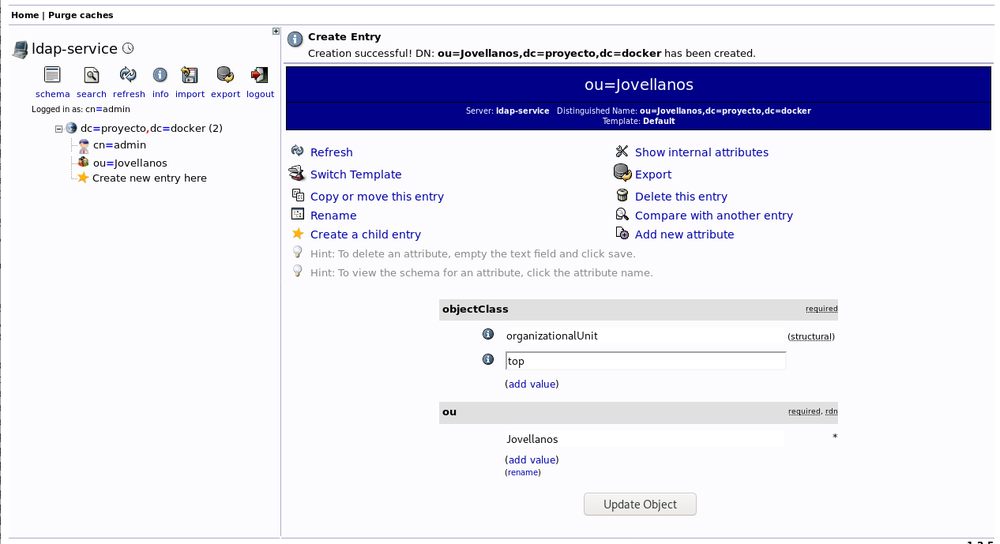 Home | Purge caches
ldap-service
schema search refresh info import export logout
Logged in as: cn=admin
dc=proyecto,dc=docker (2)
cn=admin
ou=Jovellanos
Create new entry here
Create Entry
Creation successful! DN: ou=Jovellanos,dc=proyecto,dc=docker has been created.
ou=Jovellanos
Server: ldap-service Distinguished Name: ou=Jovellanos,dc=proyecto,dc=docker
Template: Default
Refresh Show internal attributes
Switch Template Export
Copy or move this entry Delete this entry
Rename Compare with another entry
Create a child entry Add new attribute
Hint: To delete an attribute, empty the text field and click save.
Hint: To view the schema for an attribute, click the attribute name.
objectClass required
organizationalUnit (structural)
top
(add value)
ou required, rdn
Jovellanos *
(add value)
(rename)
Update Object